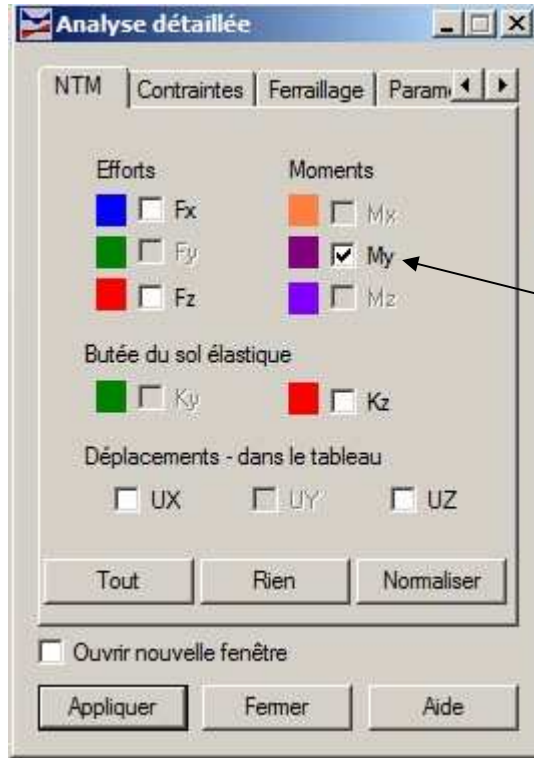 Analyse détaillée
NTM Contraintes Ferraillage Param
Efforts Moments
Fx Mx
Fy My
Fz Mz
Butée du sol élastique
Ky Kz
Déplacements - dans le tableau
UX UY UZ
Tout Rien Normaliser
Ouvrir nouvelle fenêtre
Appliquer Fermer Aide